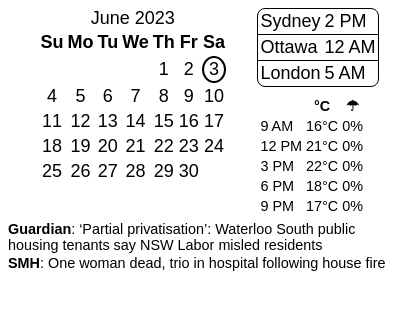 June 2023
Su Mo Tu We Th Fr Sa
1 2 3
4 5 6 7 8 9 10
11 12 13 14 15 16 17
18 19 20 21 22 23 24
25 26 27 28 29 30
Sydney 2 PM
Ottawa 12 AM
London 5 AM
°C ☂
9 AM 16°C 0%
12 PM 21°C 0%
3 PM 22°C 0%
6 PM 18°C 0%
9 PM 17°C 0%
Guardian: ‘Partial privatisation’: Waterloo South public
housing tenants say NSW Labor misled residents
SMH: One woman dead, trio in hospital following house fire